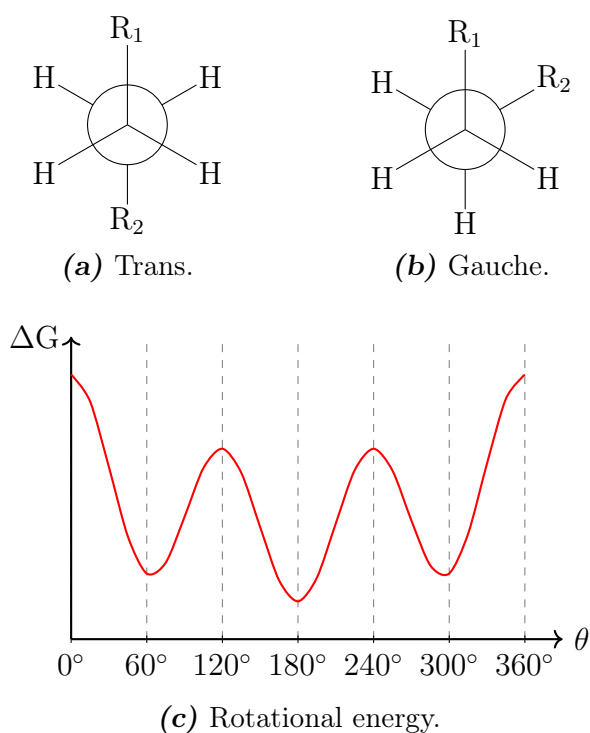 R₁
H H
H H
R₂
(a) Trans.
R₁
H R₂
H H
H
(b) Gauche.
ΔG
θ
0° 60° 120° 180° 240° 300° 360°
(c) Rotational energy.